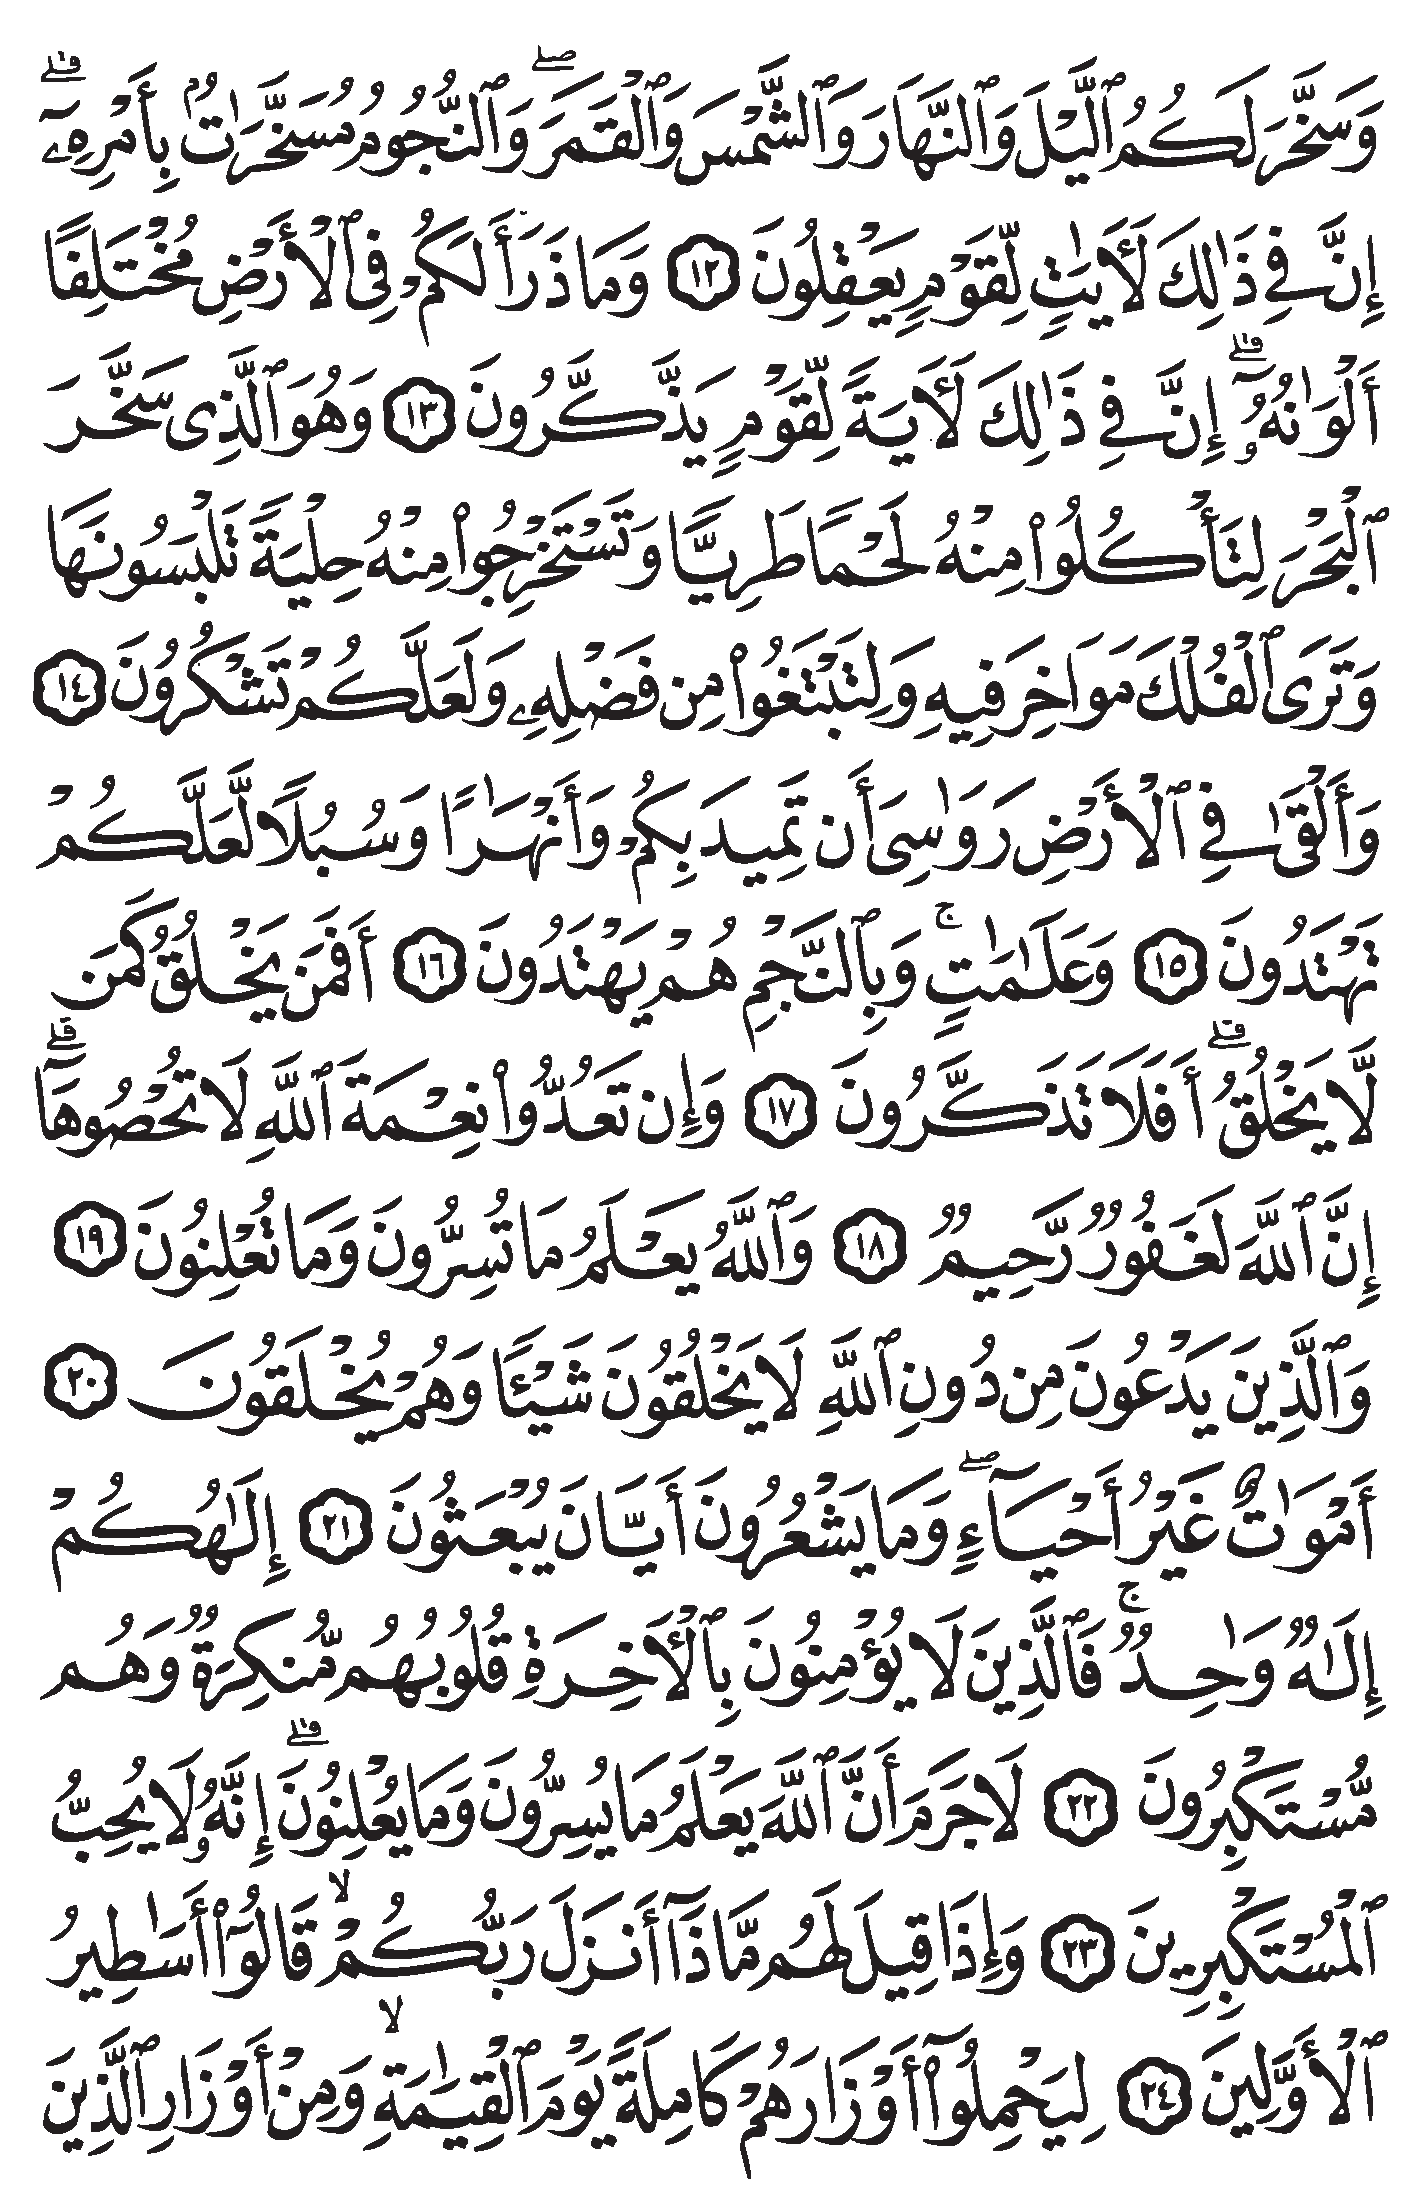 وَسَخَّرَ لَكُمُ ٱلَّيْلَ وَٱلنَّهَارَ وَٱلشَّمْسَ وَٱلْقَمَرَ ۖ وَٱلنُّجُومُ مُسَخَّرَٰتُۢ بِأَمْرِهِۦٓ ۗ
إِنَّ فِى ذَٰلِكَ لَأَيَٰتٍ لِّقَوْمٍ يَعْقِلُونَ ١٢ وَمَا ذَرَأَ لَكُمْ فِى ٱلْأَرْضِ مُخْتَلِفًا
أَلْوَٰنُهُۥٓ ۗ إِنَّ فِى ذَٰلِكَ لَأَيَةً لِّقَوْمٍ يَذَّكَّرُونَ ١٣ وَهُوَ ٱلَّذِى سَخَّرَ
ٱلْبَحْرَ لِتَأْكُلُوا۟ مِنْهُ لَحْمًا طَرِيًّا وَتَسْتَخْرِجُوا۟ مِنْهُ حِلْيَةً تَلْبَسُونَهَا
وَتَرَى ٱلْفُلْكَ مَوَاخِرَ فِيهِ وَلِتَبْتَغُوا۟ مِن فَضْلِهِۦ وَلَعَلَّكُمْ تَشْكُرُونَ ١٤
وَأَلْقَىٰ فِى ٱلْأَرْضِ رَوَٰسِىَ أَن تَمِيدَ بِكُمْ وَأَنْهَٰرًا وَسُبُلًا لَّعَلَّكُمْ
تَهْتَدُونَ ١٥ وَعَلَٰمَٰتٍ ۚ وَبِٱلنَّجْمِ هُمْ يَهْتَدُونَ ١٦ أَفَمَن يَخْلُقُ كَمَن
لَّا يَخْلُقُ ۗ أَفَلَا تَذَكَّرُونَ ١٧ وَإِن تَعُدُّوا۟ نِعْمَةَ ٱللَّهِ لَا تُحْصُوهَآ ۗ
إِنَّ ٱللَّهَ لَغَفُورٌ رَّحِيمٌ ١٨ وَٱللَّهُ يَعْلَمُ مَا تُسِرُّونَ وَمَا تُعْلِنُونَ ١٩
وَٱلَّذِينَ يَدْعُونَ مِن دُونِ ٱللَّهِ لَا يَخْلُقُونَ شَيْـًٔا وَهُمْ يُخْلَقُونَ ٢٠
أَمْوَٰتٌ غَيْرُ أَحْيَآءٍ ۖ وَمَا يَشْعُرُونَ أَيَّانَ يُبْعَثُونَ ٢١ إِلَٰهُكُمْ
إِلَٰهٌ وَٰحِدٌ ۚ فَٱلَّذِينَ لَا يُؤْمِنُونَ بِٱلْأَخِرَةِ قُلُوبُهُم مُّنكِرَةٌ وَهُم
مُّسْتَكْبِرُونَ ٢٢ لَا جَرَمَ أَنَّ ٱللَّهَ يَعْلَمُ مَا يُسِرُّونَ وَمَا يُعْلِنُونَ ۗ إِنَّهُۥ لَا يُحِبُّ
ٱلْمُسْتَكْبِرِينَ ٢٣ وَإِذَا قِيلَ لَهُم مَّاذَآ أَنزَلَ رَبُّكُمْ ۙ قَالُوٓا۟ أَسَٰطِيرُ
ٱلْأَوَّلِينَ ٢٤ لِيَحْمِلُوٓا۟ أَوْزَارَهُمْ كَامِلَةً يَوْمَ ٱلْقِيَٰمَةِ ۙ وَمِنْ أَوْزَارِ ٱلَّذِينَ